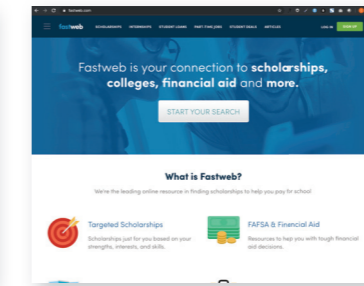 fastweb.com
fastweb SCHOLARSHIPS INTERNSHIPS STUDENT LOANS PART-TIME JOBS STUDENT DEALS ARTICLES LOG IN SIGN UP
Fastweb is your connection to scholarships,
colleges, financial aid and more.
START YOUR SEARCH
What is Fastweb?
We're the leading online resource in finding scholarships to help you pay for school
Targeted Scholarships
Scholarships just for you based on your
strengths, interests, and skills.
FAFSA & Financial Aid
Resources to help you with tough financial
aid decisions.